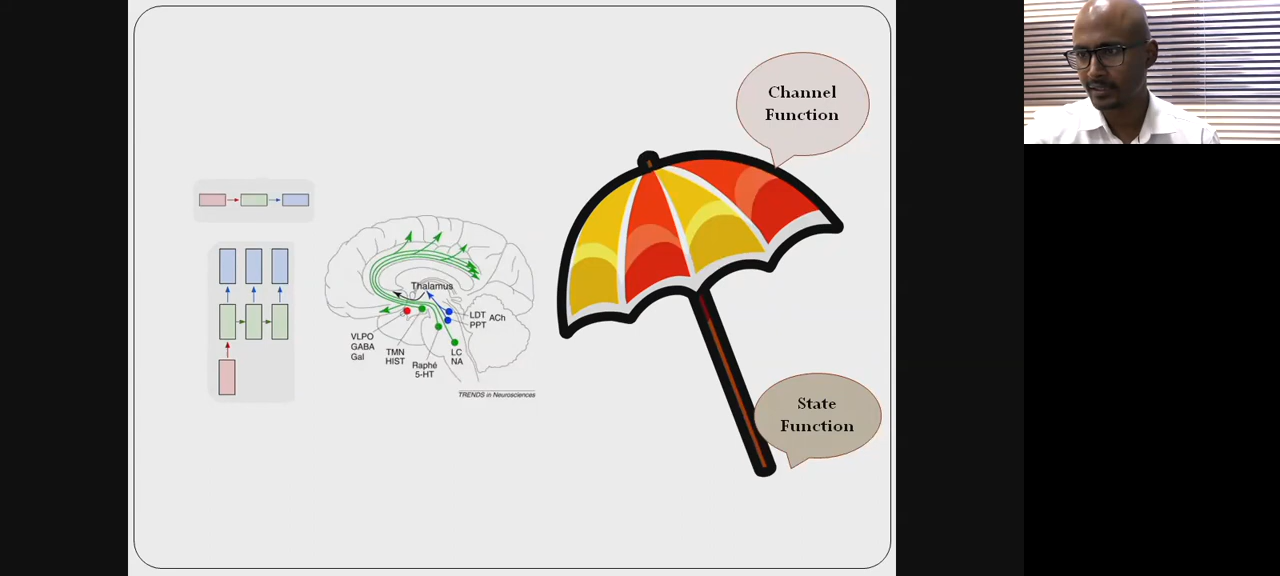 Channel
Function
Thalamus
LDT
PPT
ACh
VLPO
GABA
Gal
TMN
HIST
Raphé
5-HT
LC
NA
TRENDS in Neurosciences
State
Function